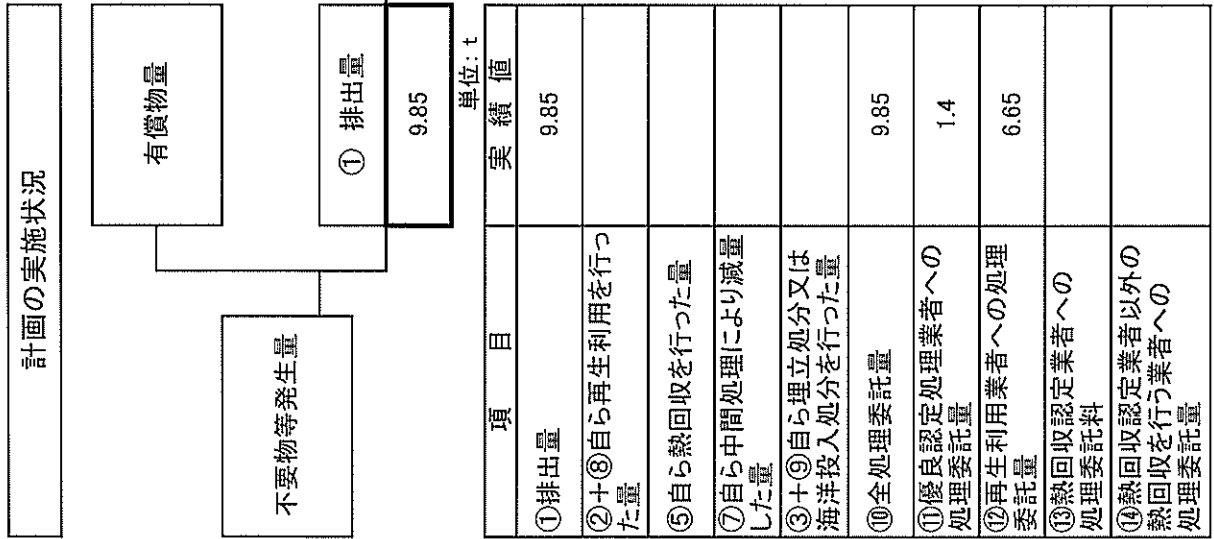 計画の実施状況
有償物量
不要物等発生量
① 排出量
9.85
単位：t
項 目 実 績 値
①排出量 9.85
②＋⑧自ら再生利用を行っ
た量
⑤自ら熱回収を行った量
⑦自ら中間処理により減量
した量
③＋⑨自ら埋立処分又は
海洋投入処分を行った量
⑩全処理委託量 9.85
⑪優良認定処理業者への
処理委託量 1.4
⑫再生利用業者への処理
委託量 6.65
⑬熱回収認定業者への
処理委託料
⑭熱回収認定業者以外の
熱回収を行う業者への
処理委託量